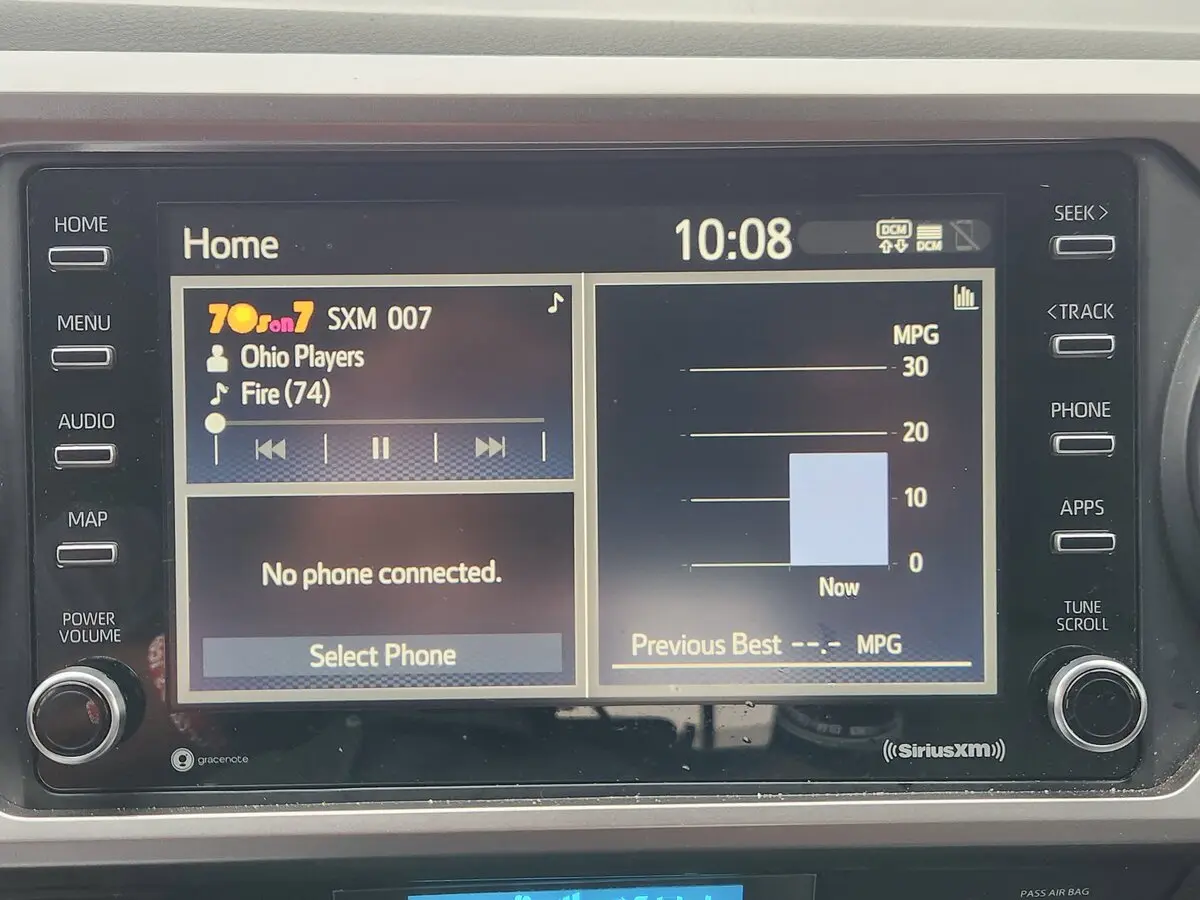 HOME
MENU
AUDIO
MAP
POWER
VOLUME
Home
10:08
DCM
DCM
70s on 7 SXM 007
Ohio Players
Fire (74)
No phone connected.
Select Phone
MPG
30
20
10
0
Now
Previous Best --.- MPG
SEEK >
< TRACK
PHONE
APPS
TUNE
SCROLL
gracenote
SiriusXM
PASS AIR BAG